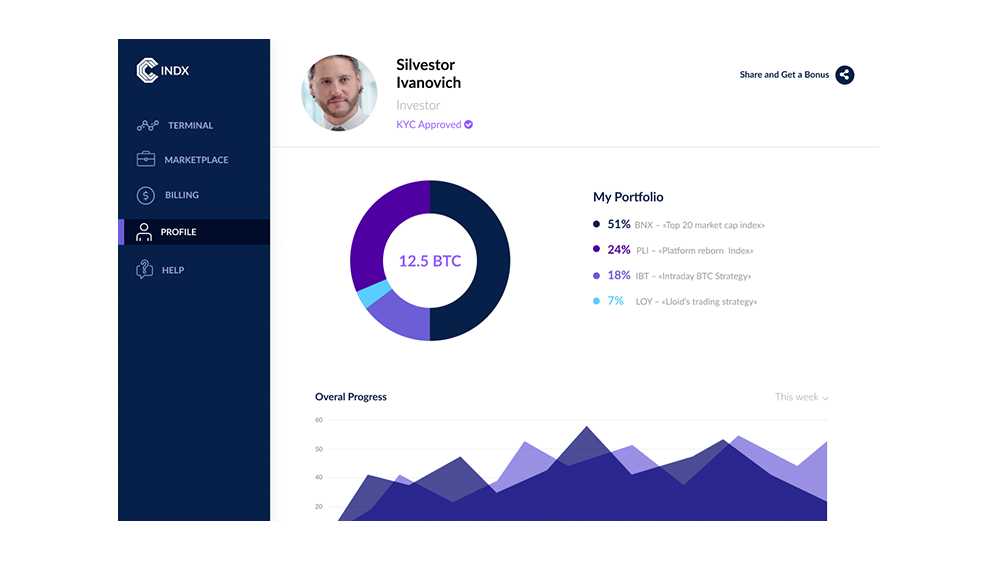 INDX
TERMINAL
MARKETPLACE
BILLING
PROFILE
HELP
Silvestor
Ivanovich
Investor
KYC Approved
Share and Get a Bonus
12.5 BTC
My Portfolio
51% BNX – «Top 20 market cap index»
24% PLI – «Platform reborn Index»
18% IBT – «Intraday BTC Strategy»
7% LOY – «Lloid's trading strategy»
Overal Progress
This week
60
50
40
20